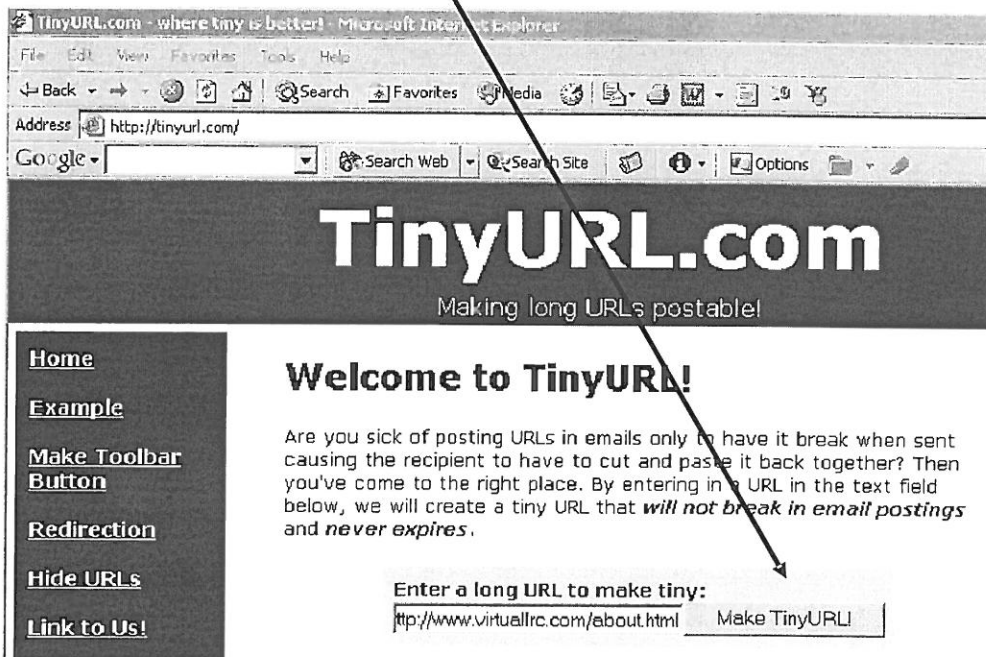 TinyURL.com - where tiny is better! - Microsoft Internet Explorer
File Edit View Favorites Tools Help
Back Search Favorites Media
Address http://tinyurl.com/
Google Search Web Search Site Options
TinyURL.com
Making long URLs postable!
Home
Example
Make Toolbar
Button
Redirection
Hide URLs
Link to Us!
Welcome to TinyURL!
Are you sick of posting URLs in emails only to have it break when sent
causing the recipient to have to cut and paste it back together? Then
you've come to the right place. By entering in a URL in the text field
below, we will create a tiny URL that will not break in email postings
and never expires.
Enter a long URL to make tiny:
ttp://www.virtuallrc.com/about.html Make TinyURL!